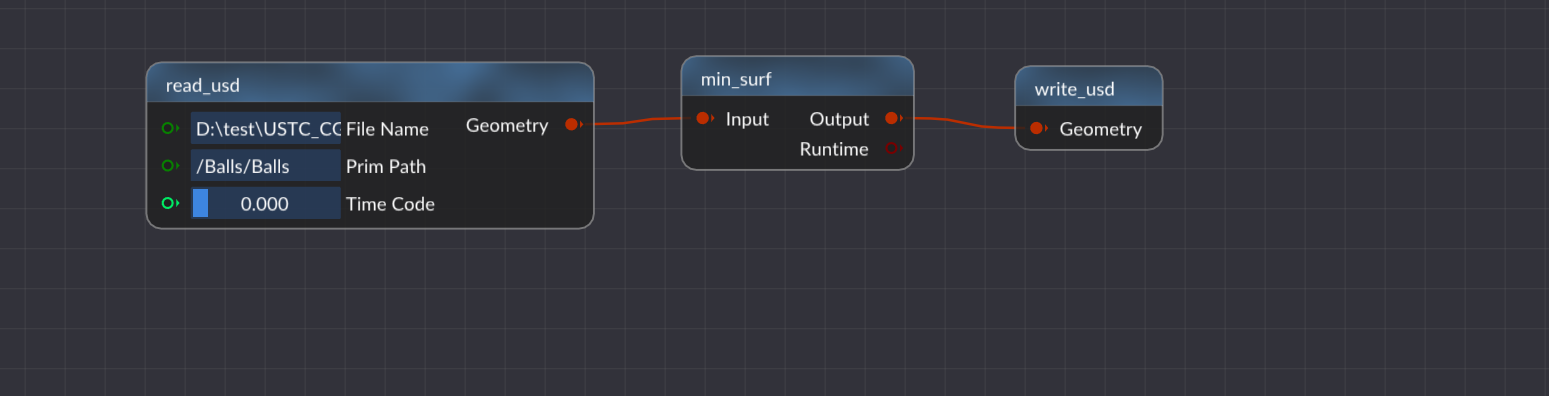 read_usd
D:\test\USTC_CG File Name
Geometry
/Balls/Balls Prim Path
0.000 Time Code
min_surf
Input
Output
Runtime
write_usd
Geometry